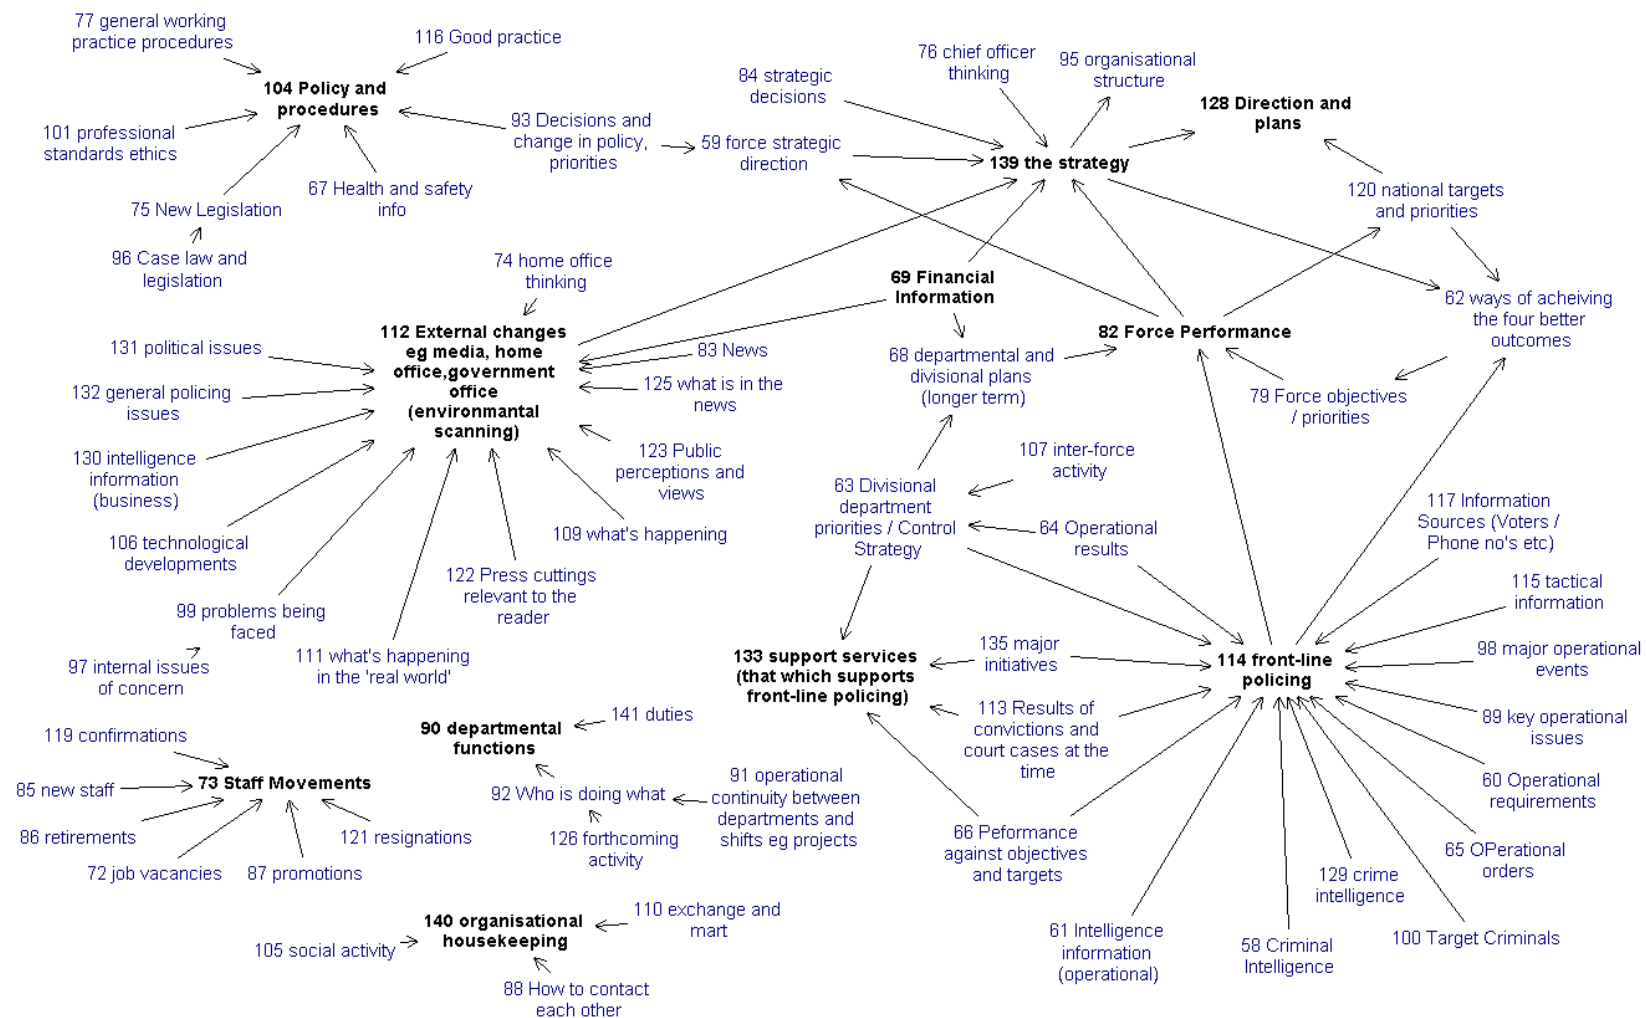 77 general working
practice procedures
116 Good practice
104 Policy and
procedures
101 professional
standards ethics
93 Decisions and
change in policy,
priorities
67 Health and safety
info
75 New Legislation
96 Case law and
legislation
84 strategic
decisions
76 chief officer
thinking
95 organisational
structure
128 Direction and
plans
59 force strategic
direction
139 the strategy
120 national targets
and priorities
74 home office
thinking
69 Financial
Information
112 External changes
eg media, home
office,government
office
(environmantal
scanning)
131 political issues
132 general policing
issues
130 intelligence
information
(business)
106 technological
developments
99 problems being
faced
97 internal issues
of concern
111 what's happening
in the 'real world'
122 Press cuttings
relevant to the
reader
109 what's happening
123 Public
perceptions and
views
125 what is in the
news
83 News
82 Force Performance
62 ways of acheiving
the four better
outcomes
68 departmental and
divisional plans
(longer term)
79 Force objectives
/ priorities
107 inter-force
activity
63 Divisional
department
priorities / Control
Strategy
64 Operational
results
117 Information
Sources (Voters /
Phone no's etc)
115 tactical
information
133 support services
(that which supports
front-line policing)
135 major
initiatives
114 front-line
policing
98 major operational
events
113 Results of
convictions and
court cases at the
time
89 key operational
issues
60 Operational
requirements
66 Peformance
against objectives
and targets
65 OPerational
orders
129 crime
intelligence
61 Intelligence
information
(operational)
58 Criminal
Intelligence
100 Target Criminals
90 departmental
functions
141 duties
92 Who is doing what
91 operational
continuity between
departments and
shifts eg projects
126 forthcoming
activity
119 confirmations
85 new staff
73 Staff Movements
86 retirements
121 resignations
72 job vacancies
87 promotions
140 organisational
housekeeping
110 exchange and
mart
105 social activity
88 How to contact
each other